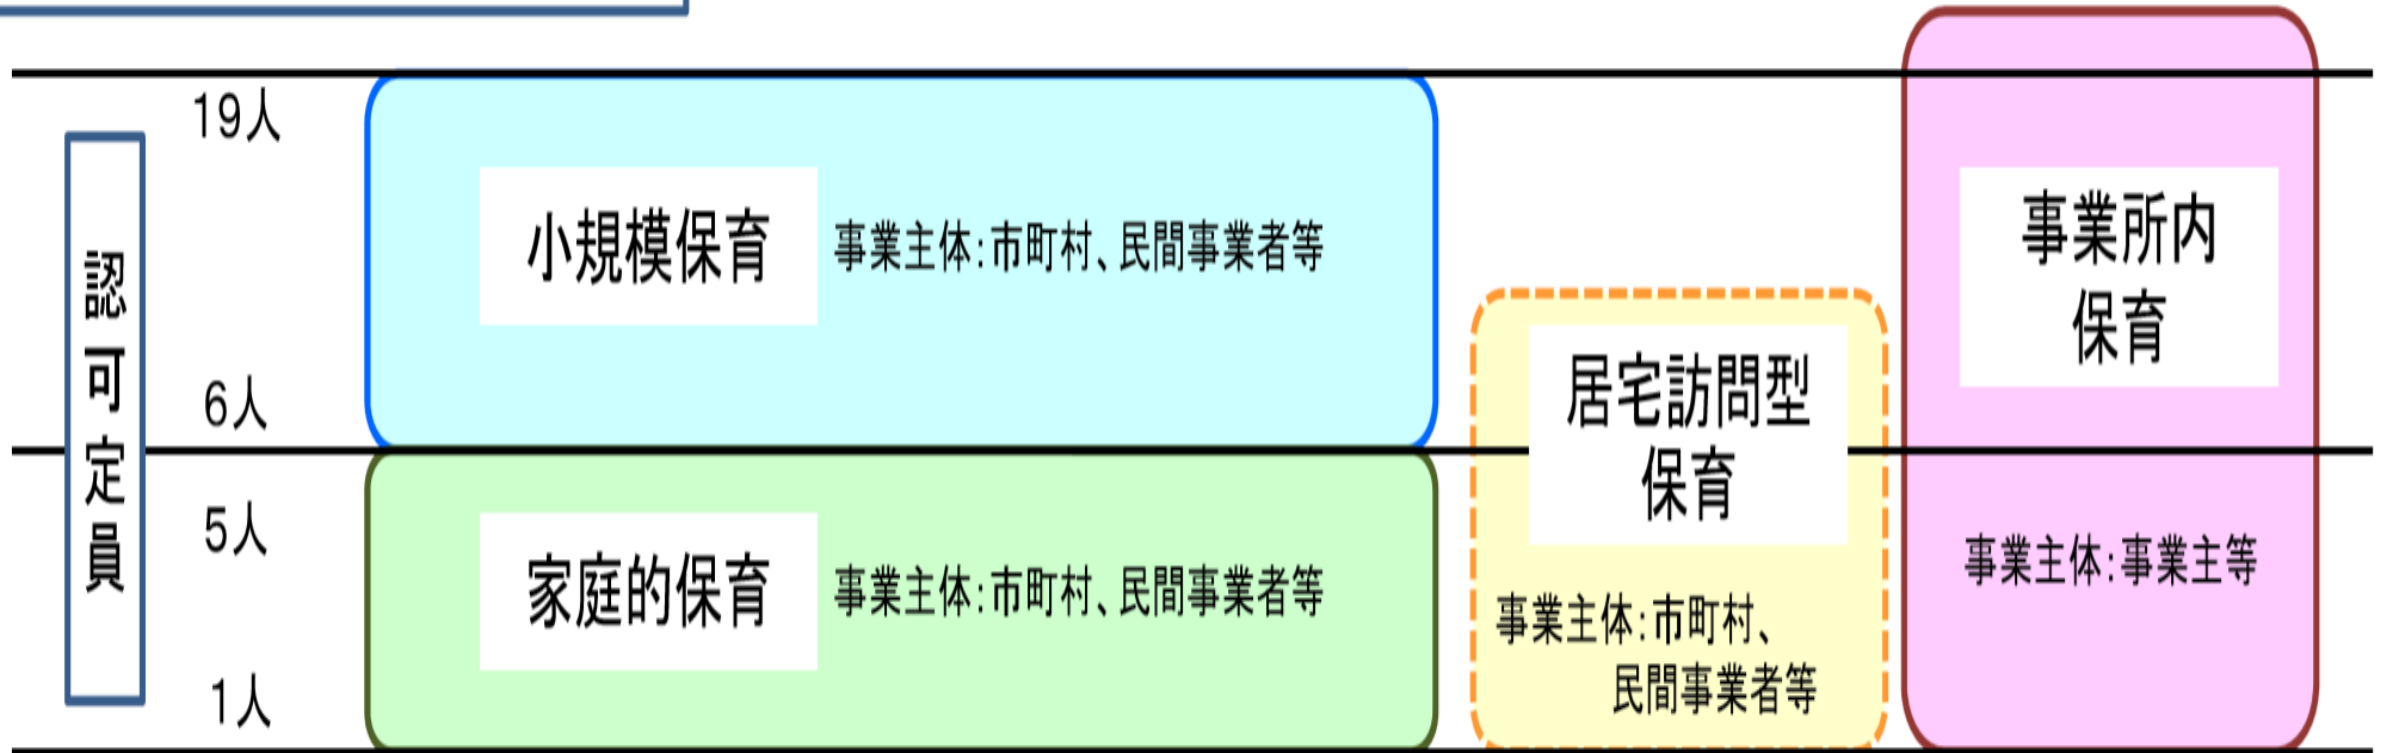 認可定員
19人
6人
5人
1人
小規模保育
事業主体:市町村、民間事業者等
家庭的保育
事業主体:市町村、民間事業者等
居宅訪問型
保育
事業主体:市町村、
民間事業者等
事業所内
保育
事業主体:事業主等